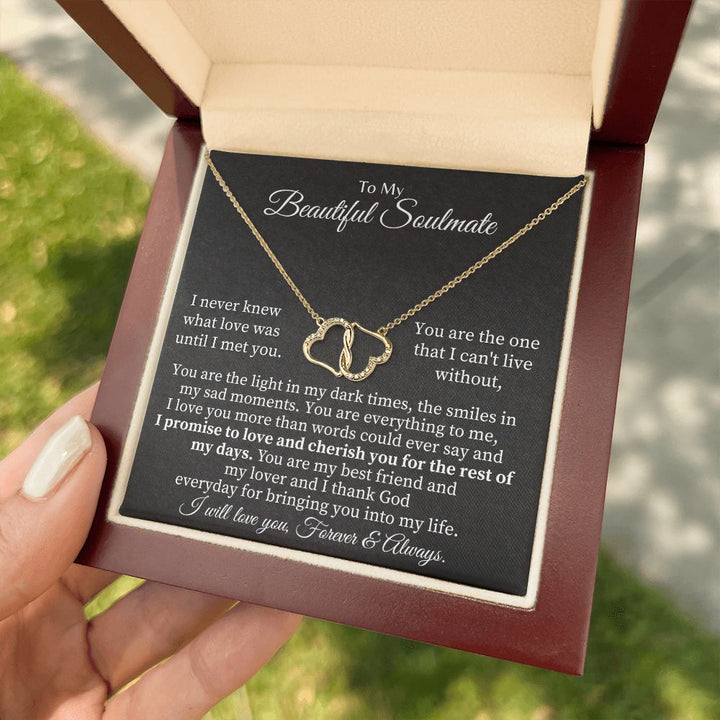 To My
Beautiful Soulmate
I never knew
what love was
until I met you.
You are the one
that I can't live
without,
You are the light in my dark times, the smiles in
my sad moments. You are everything to me,
I love you more than words could ever say and
I promise to love and cherish you for the rest of
my days. You are my best friend and
my lover and I thank God
everyday for bringing you into my life.
I will love you, Forever & Always.